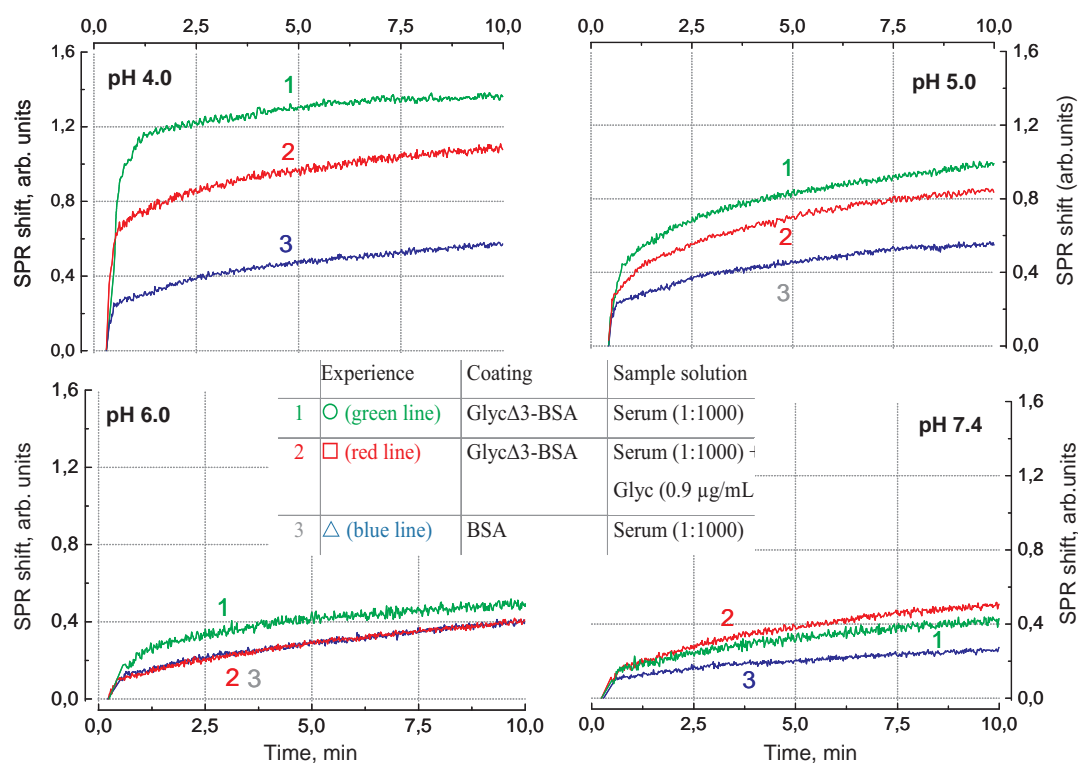 0,0 2,5 5,0 7,5 10,0
0,0 2,5 5,0 7,5 10,0
1,6
1,2
0,8
0,4
0,0
SPR shift, arb. units
pH 4.0
1
2
3
1,6
1,2
0,8
0,4
0,0
SPR shift (arb.units)
pH 5.0
1
2
3
Experience Coating Sample solution
1 ○ (green line) GlycΔ3-BSA Serum (1:1000)
2 □ (red line) GlycΔ3-BSA Serum (1:1000) +
Glyc (0.9 µg/mL
3 △ (blue line) BSA Serum (1:1000)
1,6
1,2
0,8
0,4
0,0
SPR shift, arb. units
pH 6.0
1
2 3
0,0 2,5 5,0 7,5 10,0
Time, min
1,6
1,2
0,8
0,4
0,0
SPR shift, arb.units
pH 7.4
2
1
3
0,0 2,5 5,0 7,5 10,0
Time, min